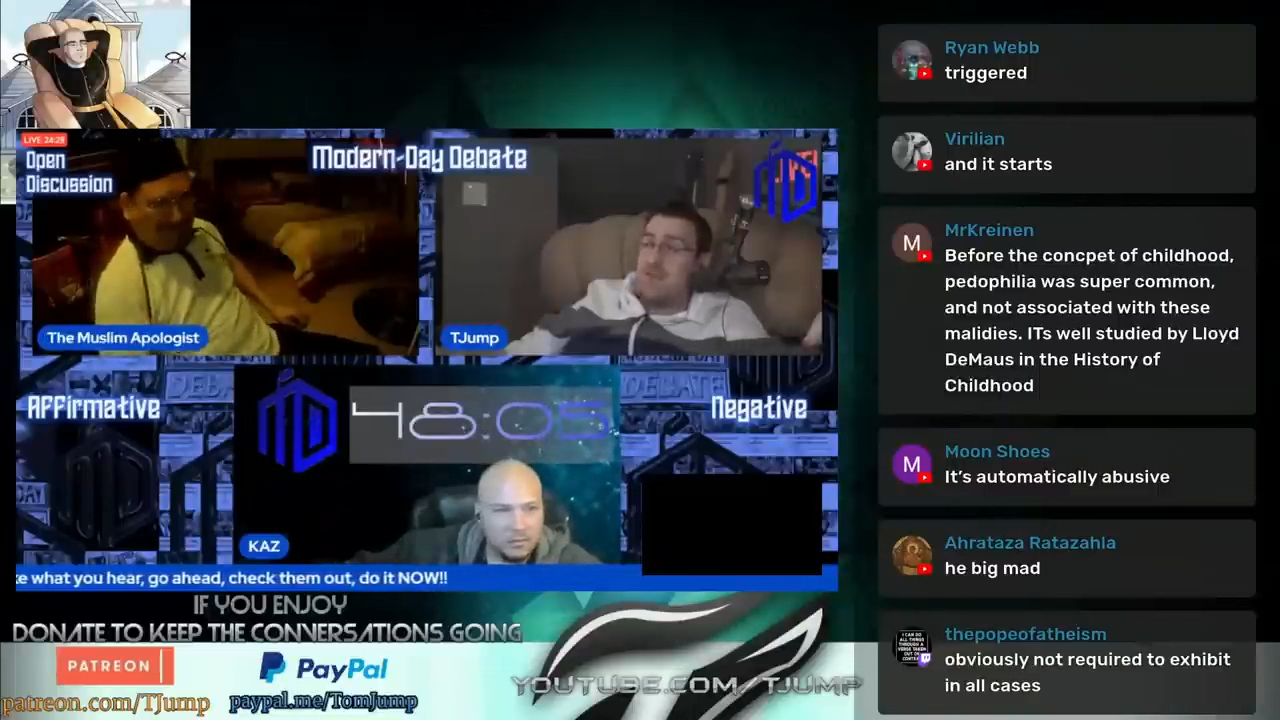 LIVE 24:29
Open
Discussion
Modern-Day Debate
The Muslim Apologist
TJump
Affirmative
48:05
Negative
KAZ
e what you hear, go ahead, check them out, do it NOW!!
IF YOU ENJOY
DONATE TO KEEP THE CONVERSATIONS GOING
PATREON
PayPal
patreon.com/TJump
paypal.me/TomJump
YOUTUBE.COM/TJUMP
Ryan Webb
triggered
Virilian
and it starts
M
MrKreinen
Before the concpet of childhood,
pedophilia was super common,
and not associated with these
malidies. ITs well studied by Lloyd
DeMaus in the History of
Childhood
M
Moon Shoes
It's automatically abusive
Ahrataza Ratazahla
he big mad
thepopeofatheism
obviously not required to exhibit
in all cases